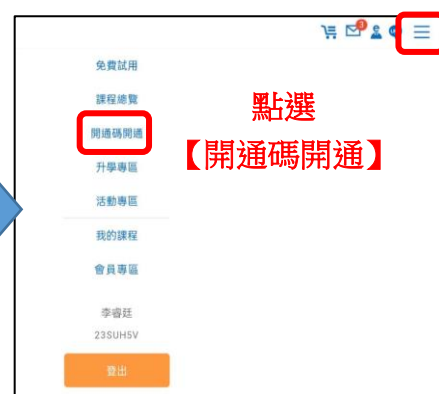 3
免費試用
課程總覽
開通碼開通
升學專區
活動專區
我的課程
會員專區
李睿廷
23SUH5V
登出
點選
【開通碼開通】